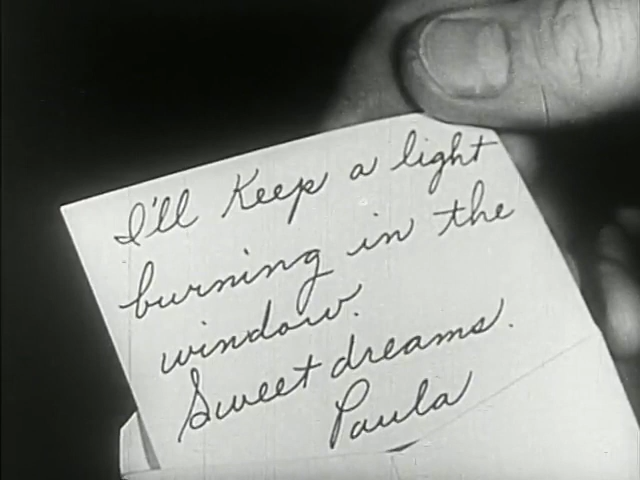 I'll Keep a light
burning in the
window.
Sweet dreams.
Paula